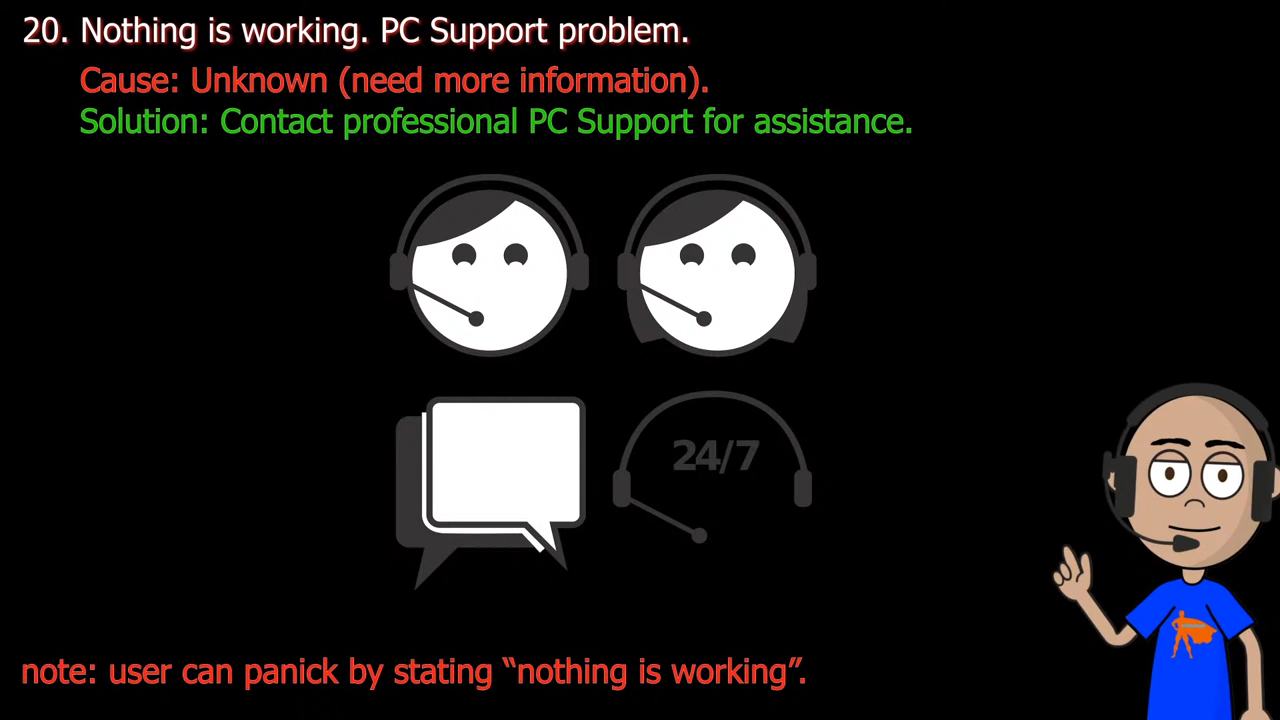 20. Nothing is working. PC Support problem.
Cause: Unknown (need more information).
Solution: Contact professional PC Support for assistance.
24/7
note: user can panick by stating “nothing is working”.